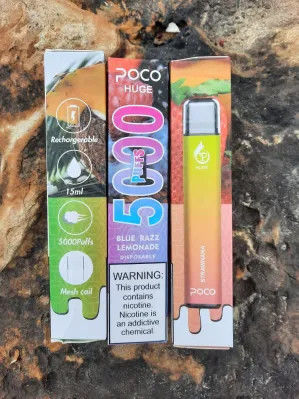 Rechargerable
15ml
5000Puffs
Mesh coil
POCO
HUGE
5000
PUFFS
BLUE RAZZ
LEMONADE
DISPOSABLE
WARNING:
This product
contains
nicotine.
Nicotine is
an addictive
chemical.
STRAWNANA
POCO